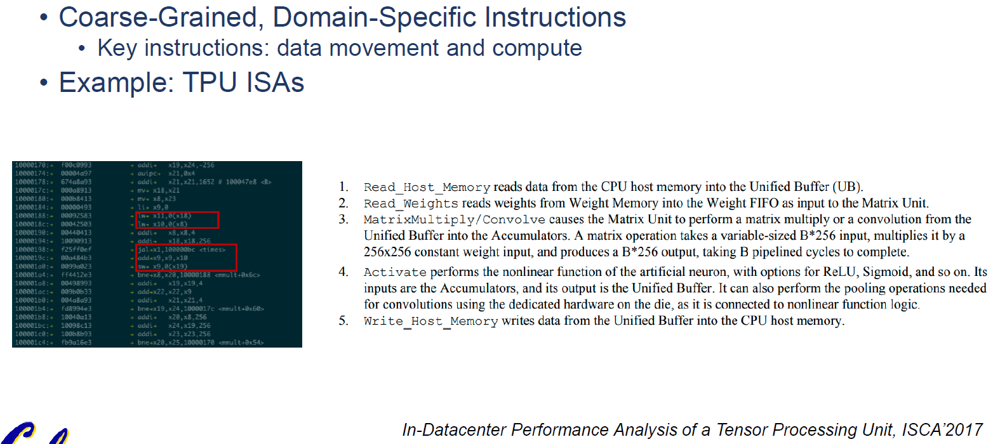 • Coarse-Grained, Domain-Specific Instructions
• Key instructions: data movement and compute
• Example: TPU ISAs
10000170:→ f00c0993 → addi→ x19,x24,-256
10000174:→ 00004a97 → auipc→ x21,0x4
10000178:→ 674a8a93 → addi→ x21,x21,1652 # 100047e8 <B>
1000017c:→ 000a8913 → mv→ x18,x21
10000180:→ 000b8413 → mv→ x8,x23
10000184:→ 00000493 → li→ x9,0
10000188:→ 00092583 → lw→ x11,0(x18)
1000018c:→ 00042503 → lw→ x10,0(x8)
10000190:→ 00440413 → addi→ x8,x8,4
10000194:→ 10090913 → addi→ x18,x18,256
10000198:→ f25ff0ef → jal→x1,100000bc <times>
1000019c:→ 00a484b3 → add→x9,x9,x10
100001a0:→ 0099a023 → sw→ x9,0(x19)
100001a4:→ ff4412e3 → bne→x8,x20,10000188 <mmult+0x6c>
100001a8:→ 00498993 → addi→ x19,x19,4
100001ac:→ 009b0b33 → add→x22,x22,x9
100001b0:→ 004a8a93 → addi→ x21,x21,4
100001b4:→ fd8994e3 → bne→x19,x24,1000017c <mmult+0x60>
100001b8:→ 10040a13 → addi→ x20,x8,256
100001bc:→ 10098c13 → addi→ x24,x19,256
100001c0:→ 100b8b93 → addi→ x23,x23,256
100001c4:→ fb9a16e3 → bne→x20,x25,10000170 <mmult+0x54>
1. Read_Host_Memory reads data from the CPU host memory into the Unified Buffer (UB).
2. Read_Weights reads weights from Weight Memory into the Weight FIFO as input to the Matrix Unit.
3. MatrixMultiply/Convolve causes the Matrix Unit to perform a matrix multiply or a convolution from the
Unified Buffer into the Accumulators. A matrix operation takes a variable-sized B*256 input, multiplies it by a
256x256 constant weight input, and produces a B*256 output, taking B pipelined cycles to complete.
4. Activate performs the nonlinear function of the artificial neuron, with options for ReLU, Sigmoid, and so on. Its
inputs are the Accumulators, and its output is the Unified Buffer. It can also perform the pooling operations needed
for convolutions using the dedicated hardware on the die, as it is connected to nonlinear function logic.
5. Write_Host_Memory writes data from the Unified Buffer into the CPU host memory.
In-Datacenter Performance Analysis of a Tensor Processing Unit, ISCA'2017